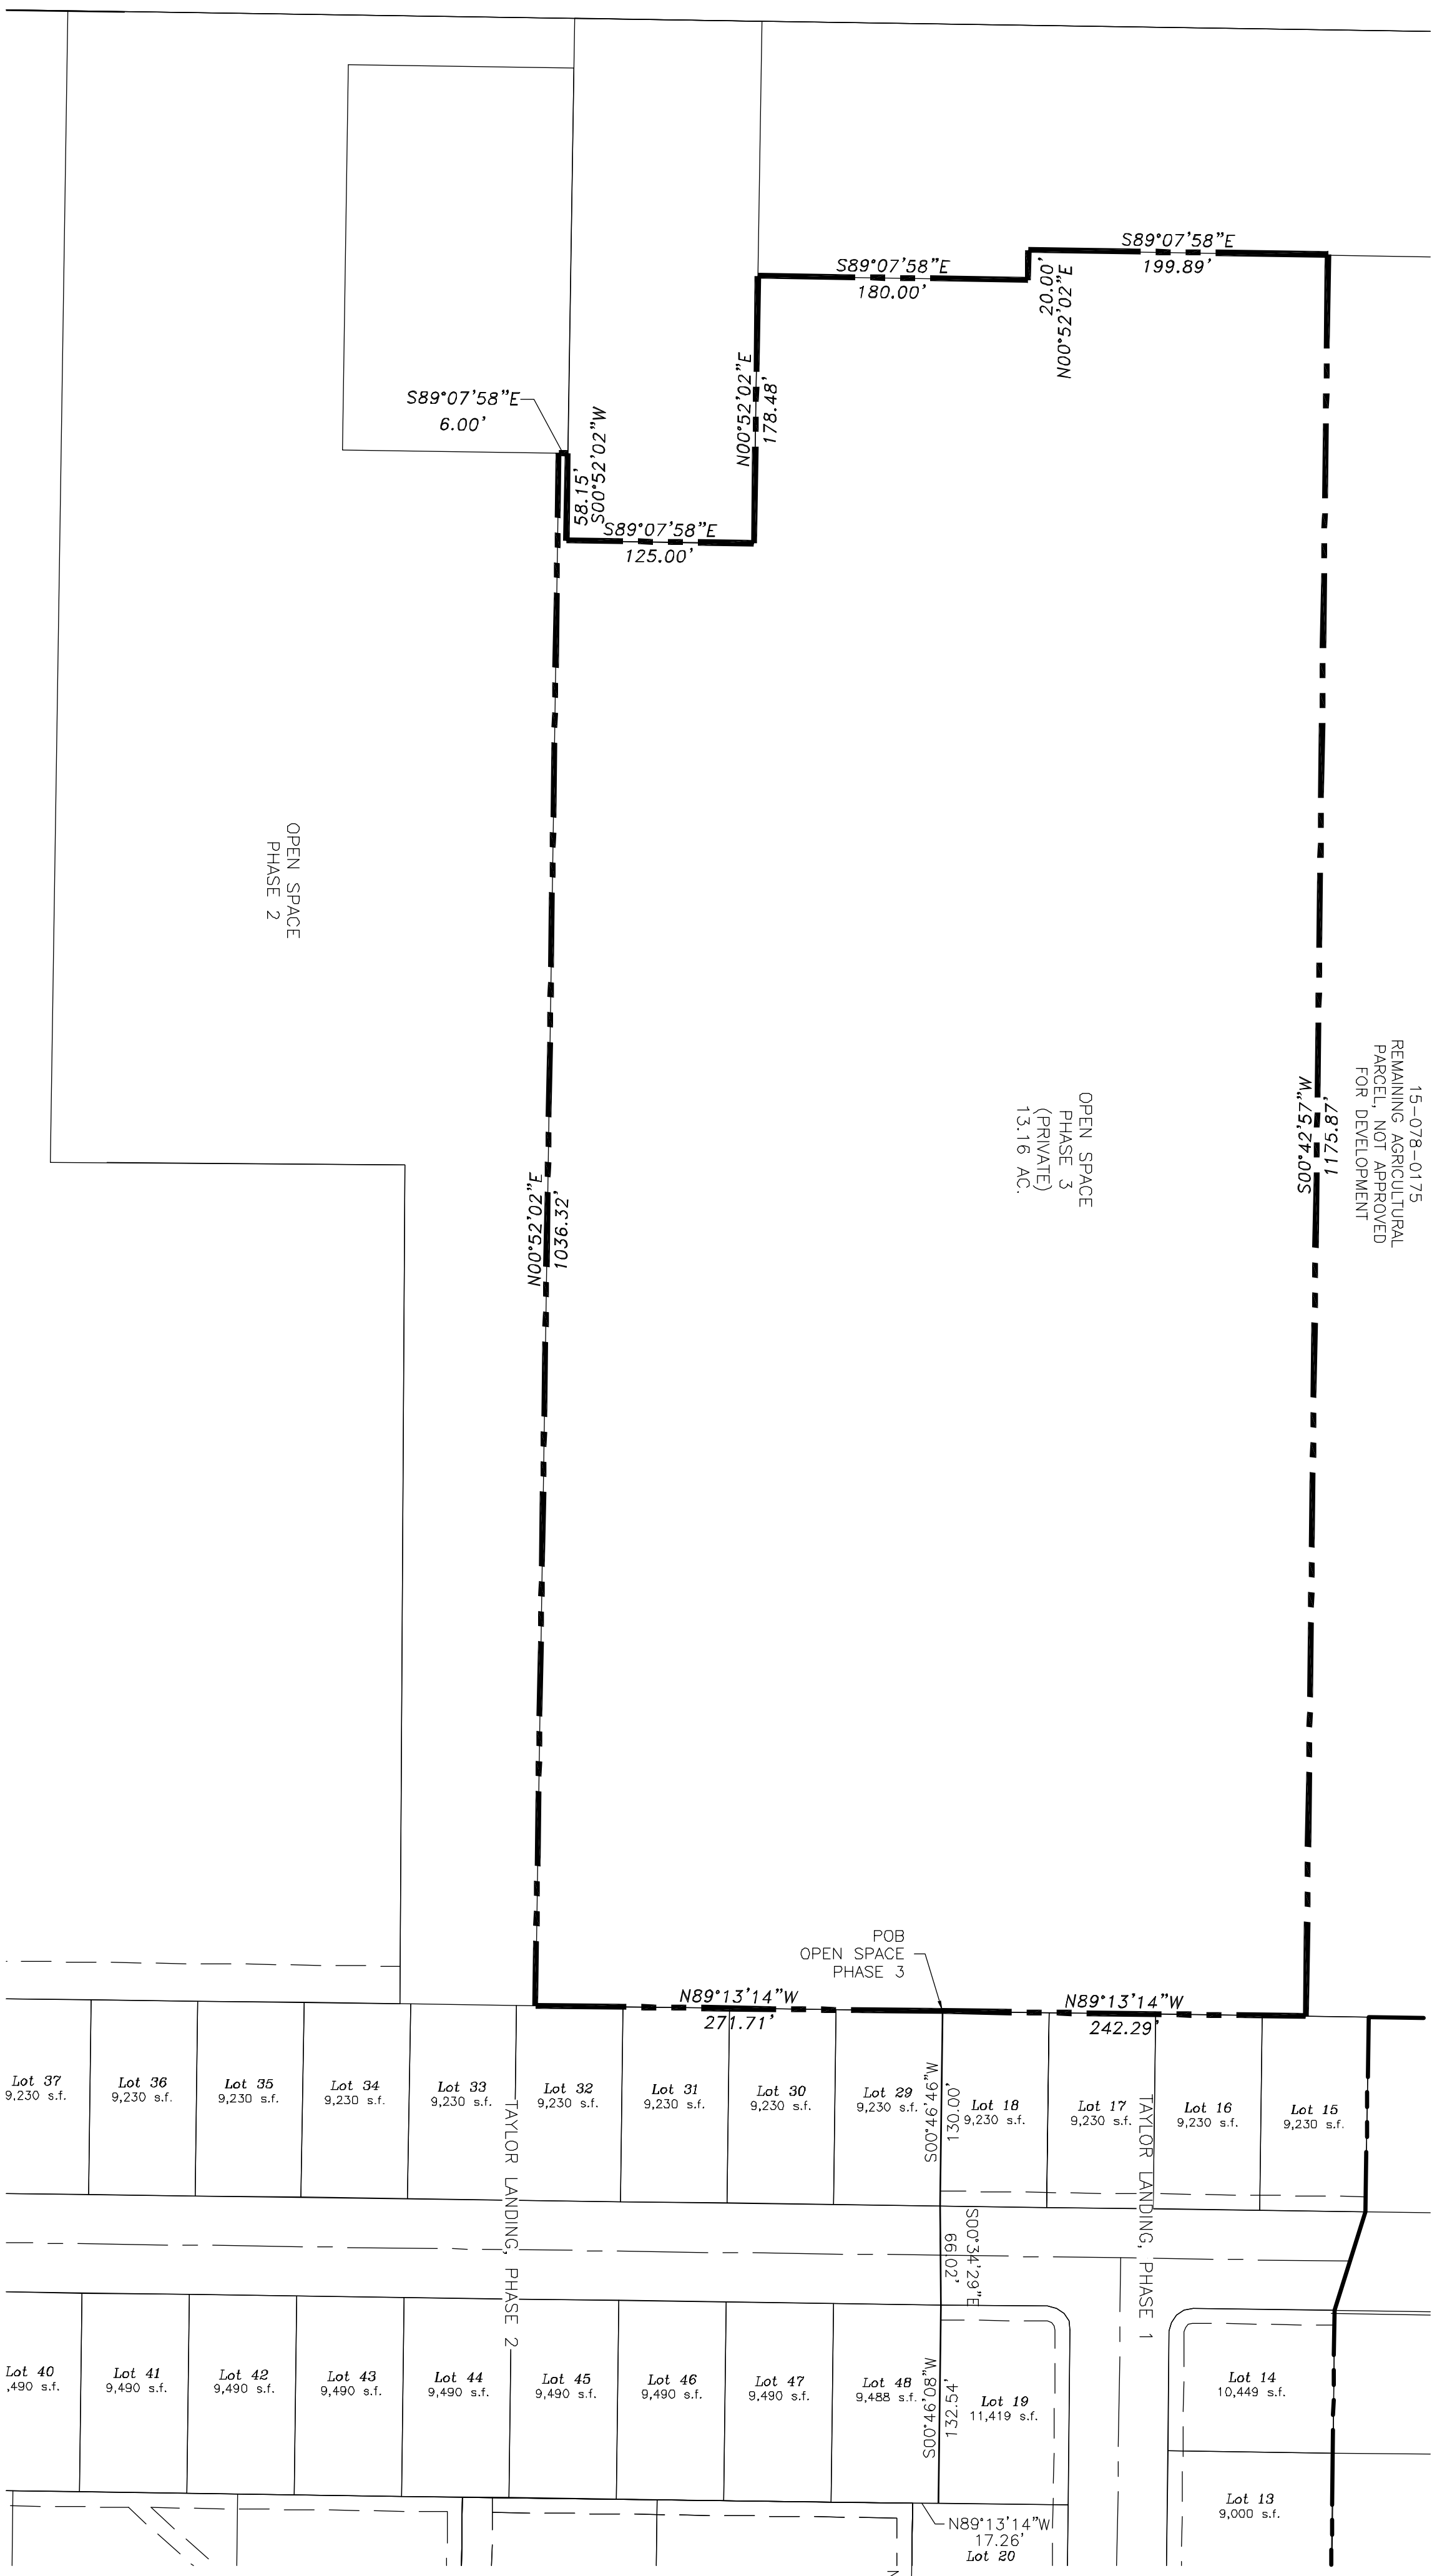 S89°07'58"E
199.89'
S89°07'58"E
180.00'
20.00'
N00°52'02"E
N00°52'02"E
178.48'
S89°07'58"E
6.00'
58.15'
S00°52'02"W
S89°07'58"E
125.00'
OPEN SPACE
PHASE 2
15-078-0175
REMAINING AGRICULTURAL
PARCEL, NOT APPROVED
FOR DEVELOPMENT
1175.87'
S00°42'57"W
OPEN SPACE
PHASE 3
(PRIVATE)
13.16 AC.
N00°52'02"E
1036.32'
POB
OPEN SPACE
PHASE 3
N89°13'14"W
271.71'
N89°13'14"W
242.29'
Lot 37
9,230 s.f.
Lot 36
9,230 s.f.
Lot 35
9,230 s.f.
Lot 34
9,230 s.f.
Lot 33
9,230 s.f.
Lot 32
9,230 s.f.
Lot 31
9,230 s.f.
Lot 30
9,230 s.f.
Lot 29
9,230 s.f.
S00°46'46"W
130.00'
Lot 18
9,230 s.f.
Lot 17
9,230 s.f.
Lot 16
9,230 s.f.
Lot 15
9,230 s.f.
TAYLOR LANDING, PHASE 2
TAYLOR LANDING, PHASE 1
S00°34'29"E
66.02'
Lot 40
,490 s.f.
Lot 41
9,490 s.f.
Lot 42
9,490 s.f.
Lot 43
9,490 s.f.
Lot 44
9,490 s.f.
Lot 45
9,490 s.f.
Lot 46
9,490 s.f.
Lot 47
9,490 s.f.
Lot 48
9,488 s.f.
S00°46'08"W
132.54'
Lot 19
11,419 s.f.
Lot 14
10,449 s.f.
Lot 13
9,000 s.f.
N89°13'14"W
17.26'
Lot 20